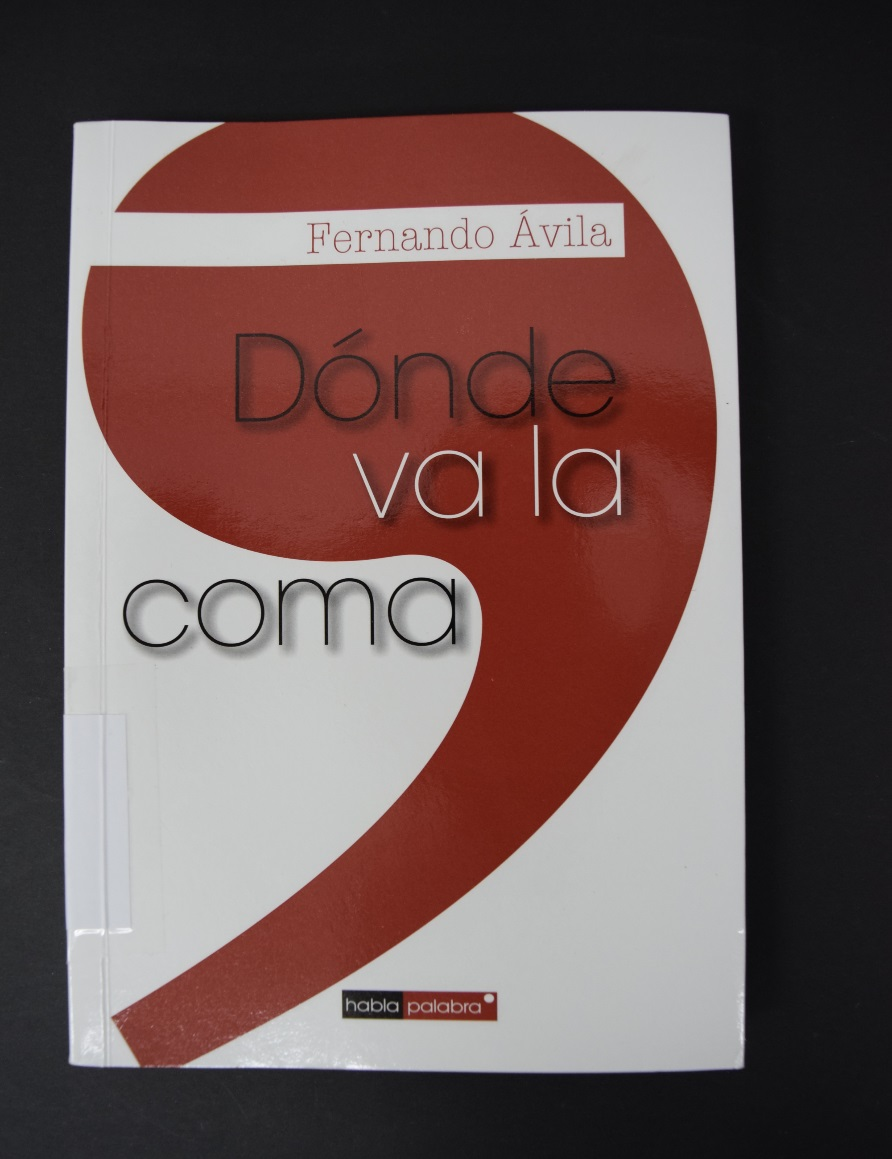 Fernando Ávila
Dónde
va la
coma
habla palabra